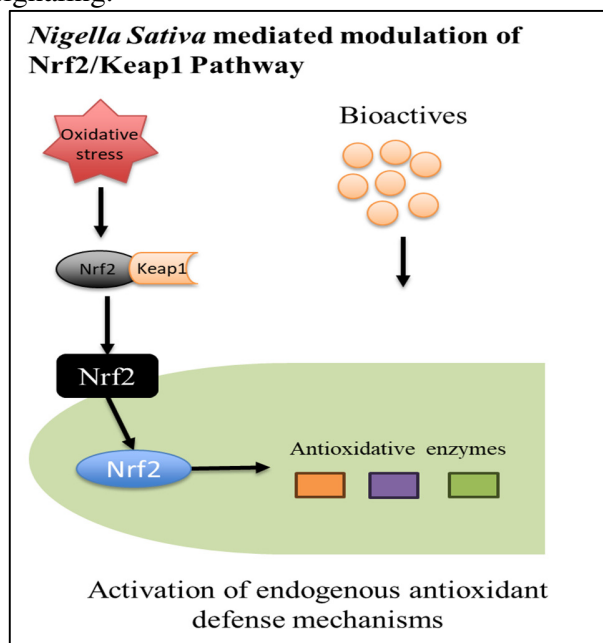 signaling.
Nigella Sativa mediated modulation of
Nrf2/Keap1 Pathway
Oxidative
stress
Bioactives
Nrf2
Keap1
Nrf2
Nrf2
Antioxidative enzymes
Activation of endogenous antioxidant
defense mechanisms